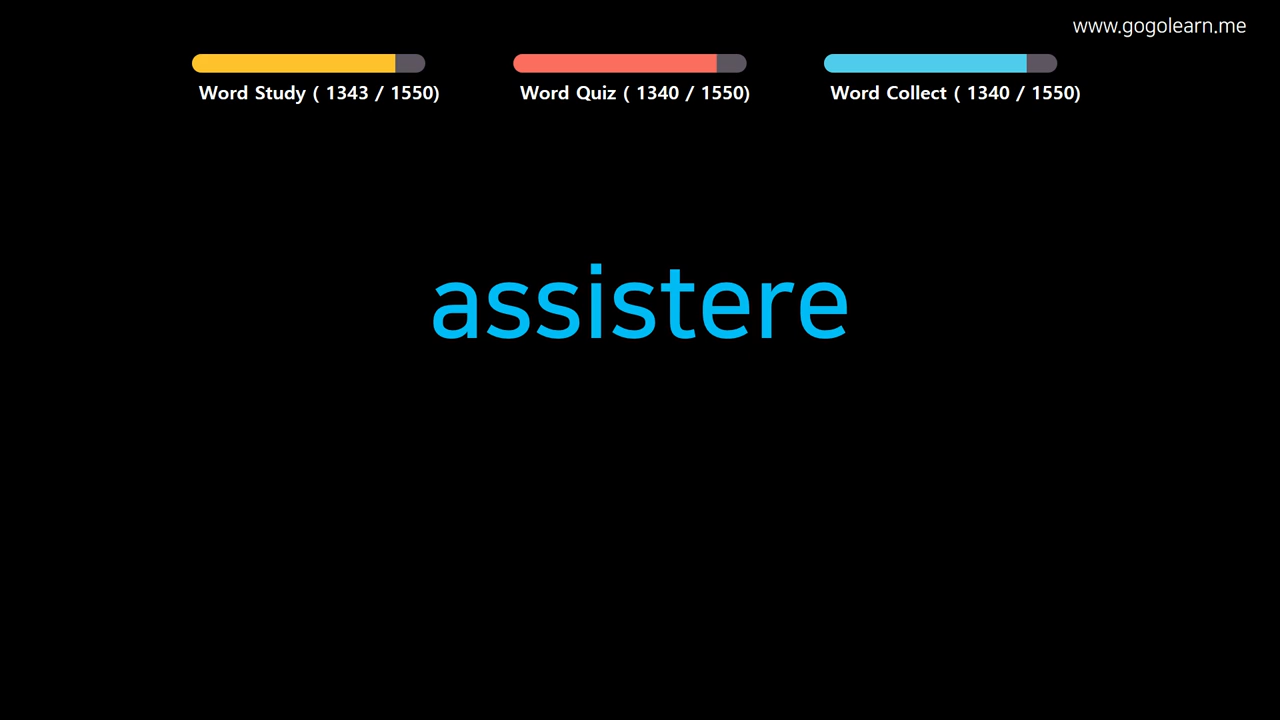 www.gogolearn.me
Word Study ( 1343 / 1550)
Word Quiz ( 1340 / 1550)
Word Collect ( 1340 / 1550)
assistere